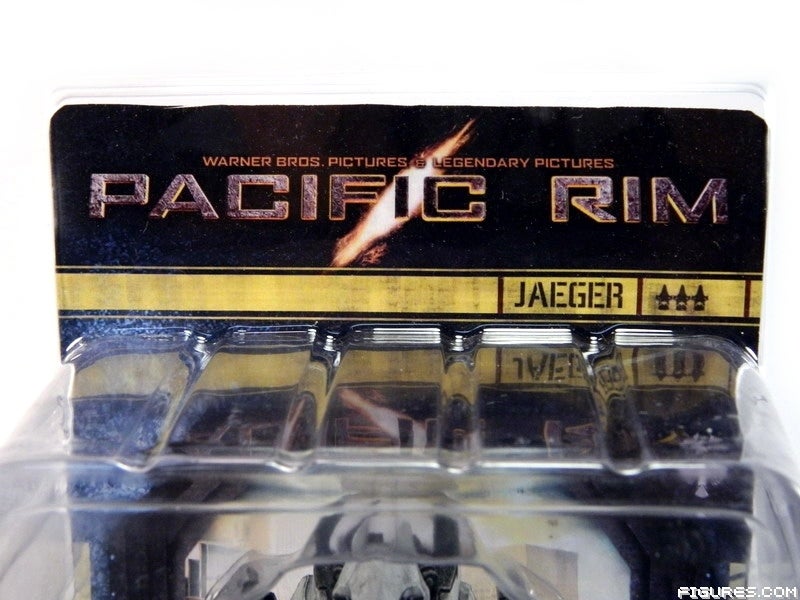 WARNER BROS. PICTURES & LEGENDARY PICTURES
PACIFIC RIM
JAEGER
FIGURES.COM